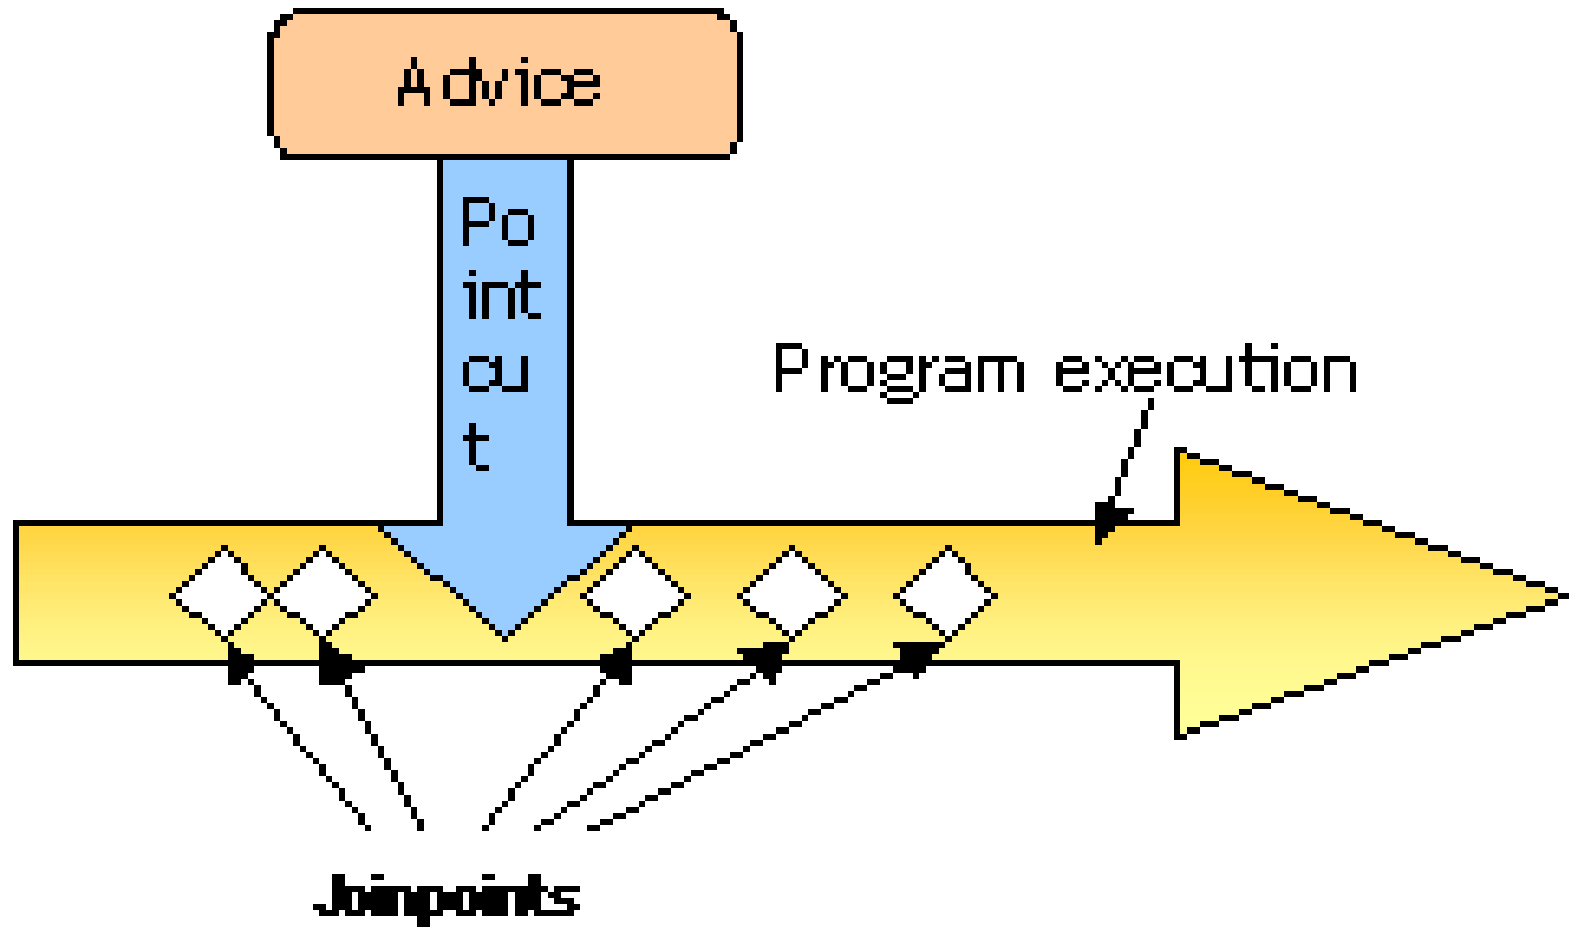 Advice
Po
int
cu
t
Program execution
Joinpoints